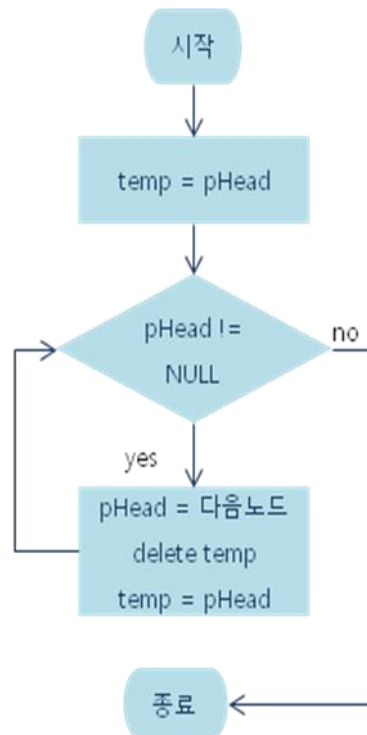 시작
temp = pHead
pHead !=
NULL
no
yes
pHead = 다음노드
delete temp
temp = pHead
종료